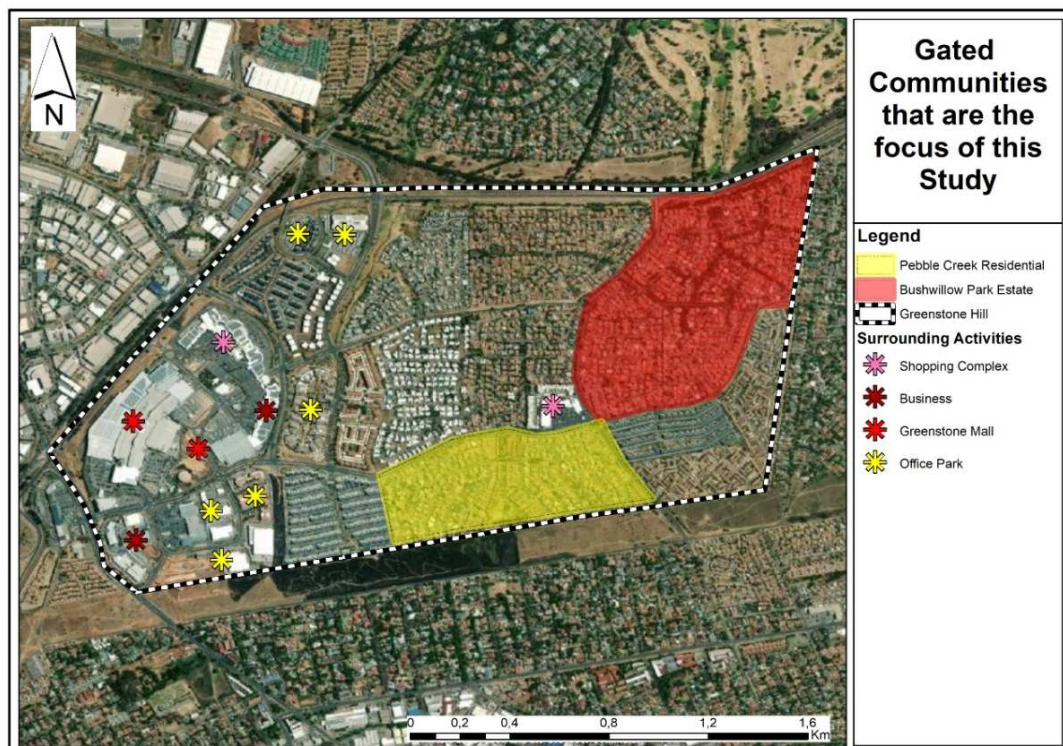 N
Gated
Communities
that are the
focus of this
Study
Legend
Pebble Creek Residential
Bushwillow Park Estate
Greenstone Hill
Surrounding Activities
Shopping Complex
Business
Greenstone Mall
Office Park
0 0,2 0,4 0,8 1,2 1,6
Km